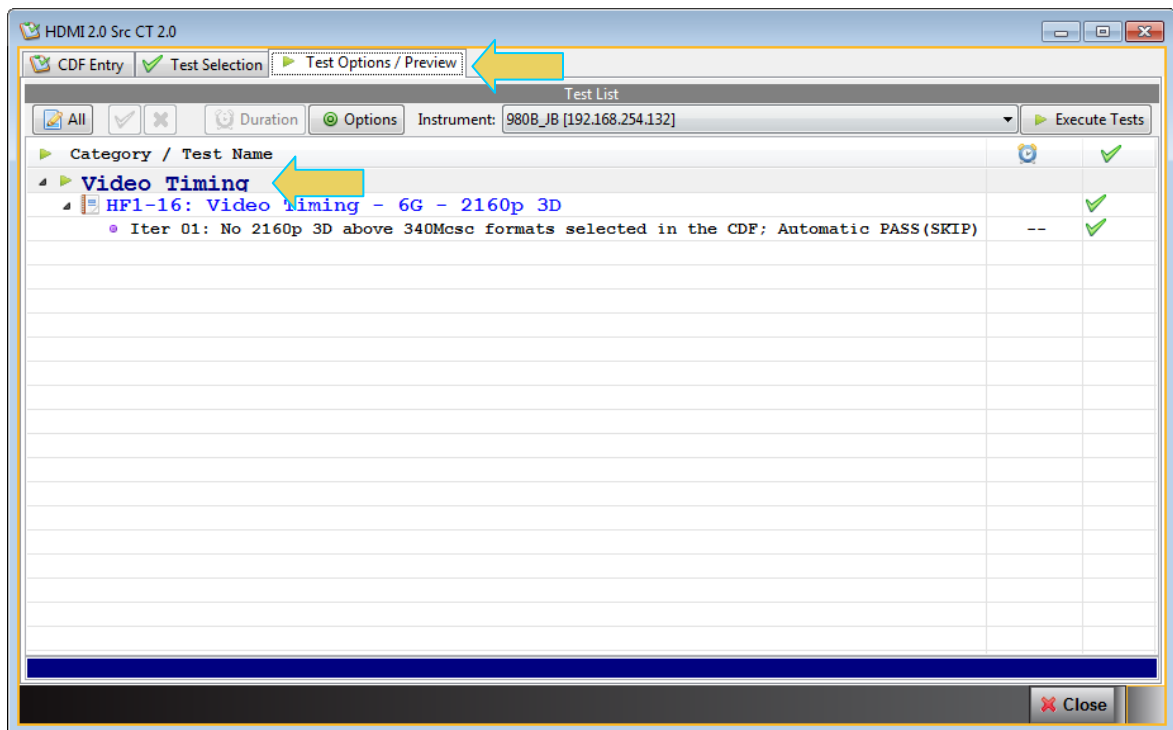 HDMI 2.0 Src CT 2.0
CDF Entry Test Selection Test Options / Preview
Test List
All Duration Options Instrument: 980B_JB [192.168.254.132] Execute Tests
Category / Test Name
Video Timing
HF1-16: Video Timing - 6G - 2160p 3D
Iter 01: No 2160p 3D above 340Mcsc formats selected in the CDF; Automatic PASS(SKIP) --
Close